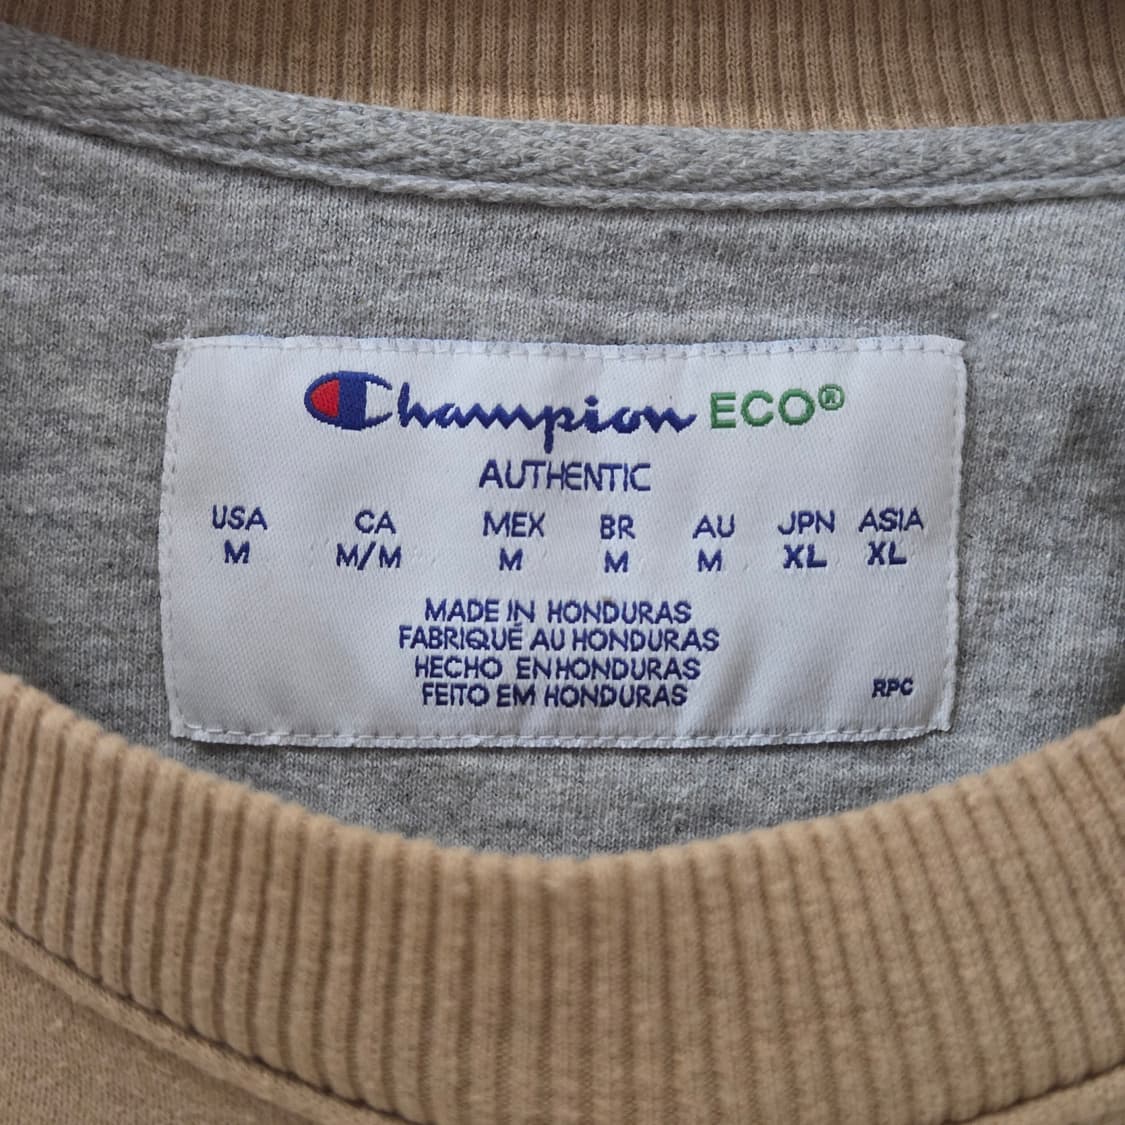 Champion ECO®
AUTHENTIC
USA CA MEX BR AU JPN ASIA
M M/M M M M XL XL
MADE IN HONDURAS
FABRIQUÉ AU HONDURAS
HECHO EN HONDURAS
FEITO EM HONDURAS
RPC